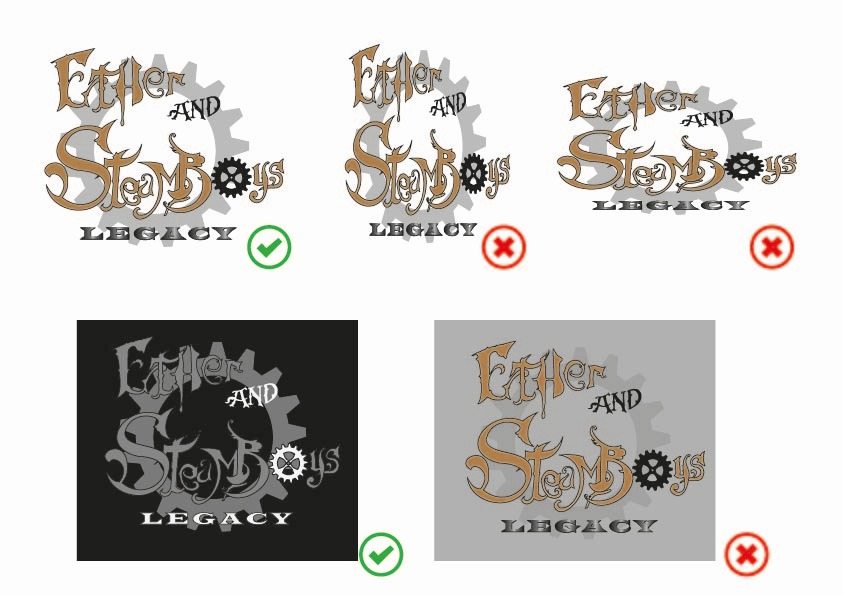 Ether
AND
SteamBoys
LEGACY
Ether
AND
SteamBoys
LEGACY
Ether
AND
SteamBoys
LEGACY
Ether
AND
SteamBoys
LEGACY
Ether
AND
SteamBoys
LEGACY